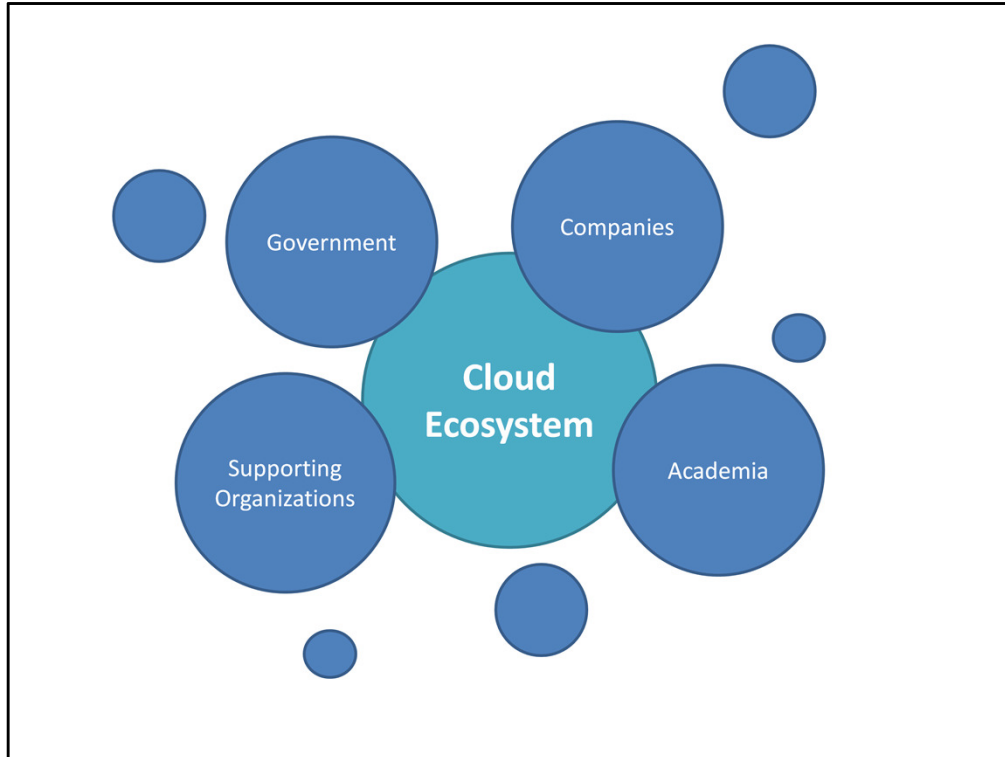 Government
Companies
Cloud
Ecosystem
Supporting
Organizations
Academia